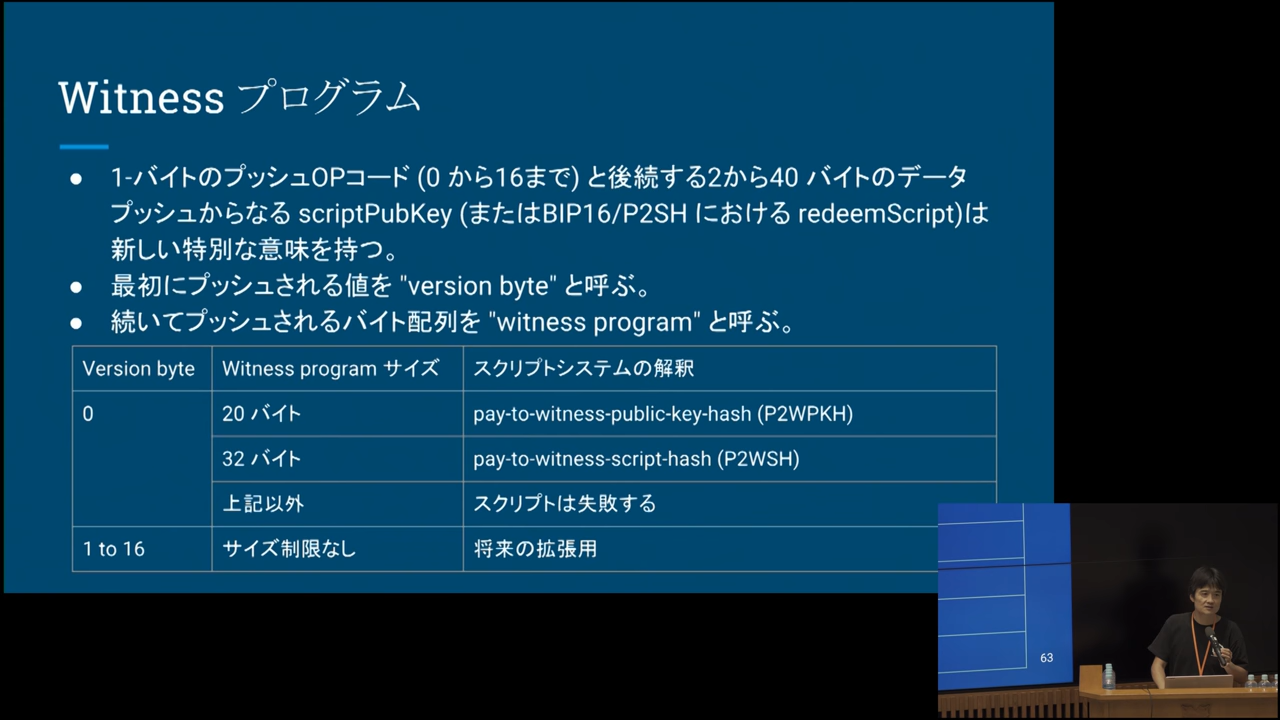 Witness プログラム
● 1-バイトのプッシュOPコード (0 から16まで) と後続する2から40 バイトのデータ
プッシュからなる scriptPubKey (またはBIP16/P2SH における redeemScript)は
新しい特別な意味を持つ。
● 最初にプッシュされる値を "version byte" と呼ぶ。
● 続いてプッシュされるバイト配列を "witness program" と呼ぶ。
Version byte Witness program サイズ スクリプトシステムの解釈
0 20 バイト pay-to-witness-public-key-hash (P2WPKH)
32 バイト pay-to-witness-script-hash (P2WSH)
上記以外 スクリプトは失敗する
1 to 16 サイズ制限なし 将来の拡張用
63